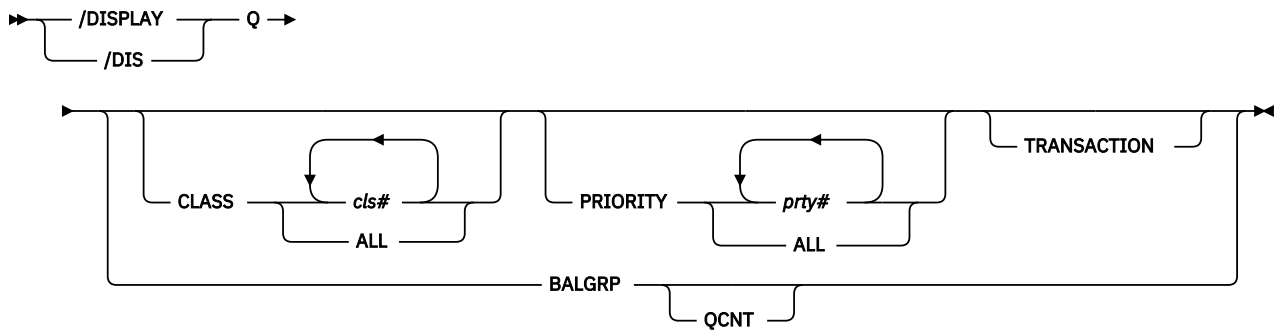 /DISPLAY Q
/DIS
TRANSACTION
CLASS cls# PRIORITY prty#
ALL ALL
BALGRP
QCNT